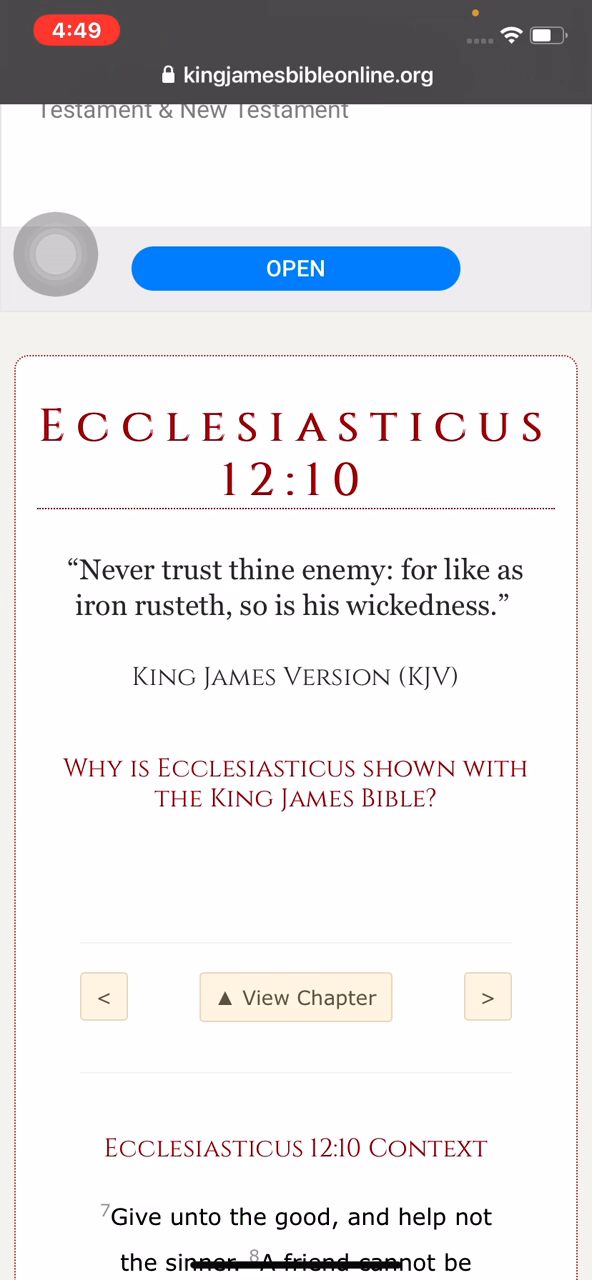 4:49
kingjamesbibleonline.org
Testament & New Testament
OPEN
Ecclesiasticus
12:10
“Never trust thine enemy: for like as
iron rusteth, so is his wickedness.”
King James Version (KJV)
Why is Ecclesiasticus shown with
the King James Bible?
< ▲ View Chapter >
Ecclesiasticus 12:10 Context
7Give unto the good, and help not
the sinner. 8A friend cannot be